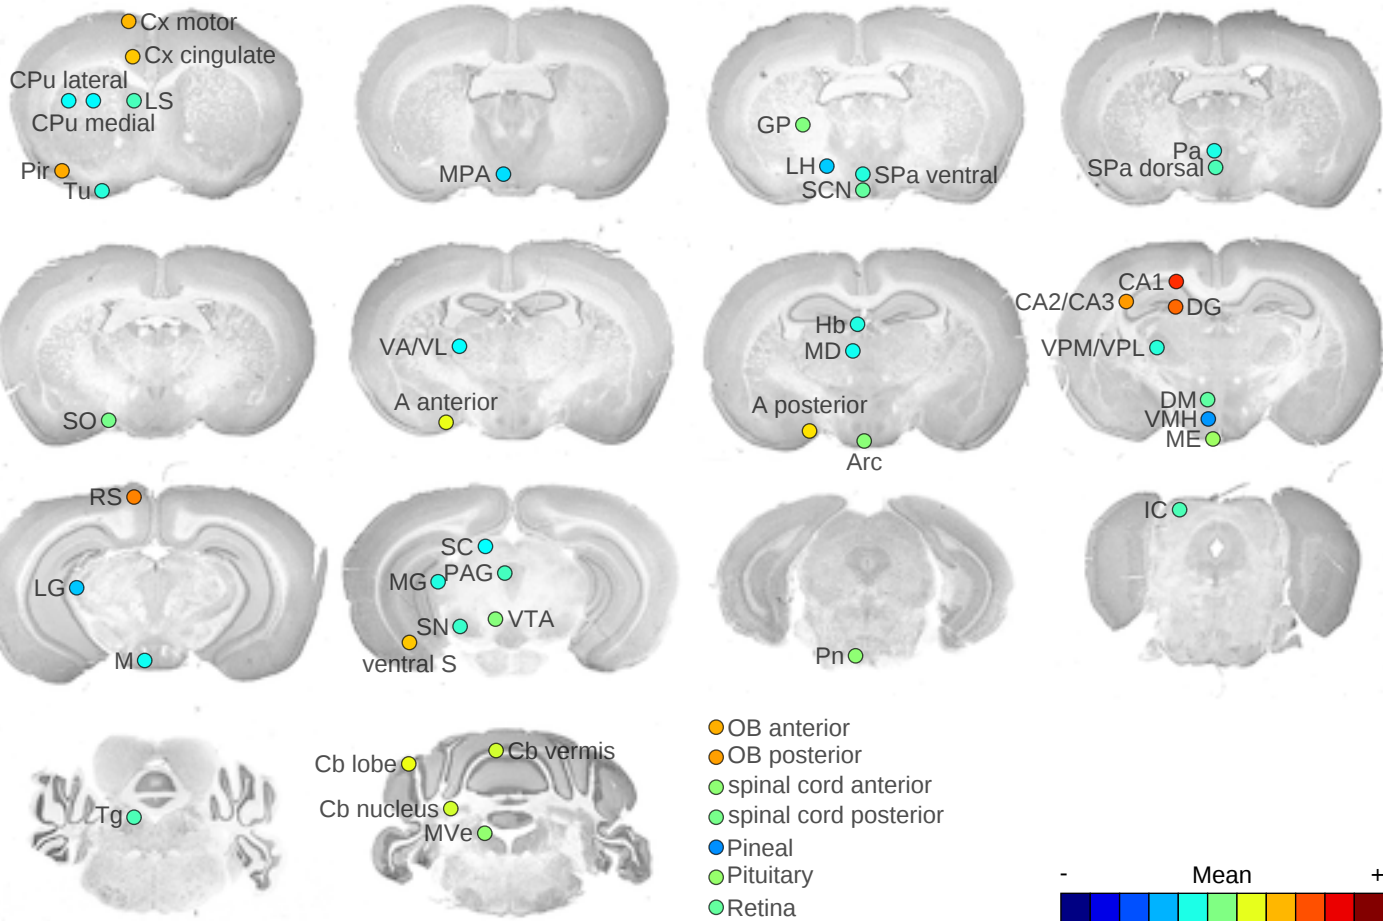 Cx motor
Cx cingulate
CPu lateral
LS
CPu medial
Pir
Tu
MPA
GP
LH
SPa ventral
SCN
Pa
SPa dorsal
SO
VA/VL
A anterior
Hb
MD
A posterior
Arc
CA1
CA2/CA3
DG
VPM/VPL
DM
VMH
ME
RS
LG
M
SC
MG
PAG
SN
VTA
ventral S
Pn
IC
Tg
Cb lobe
Cb vermis
Cb nucleus
MVe
OB anterior
OB posterior
spinal cord anterior
spinal cord posterior
Pineal
Pituitary
Retina
- Mean +